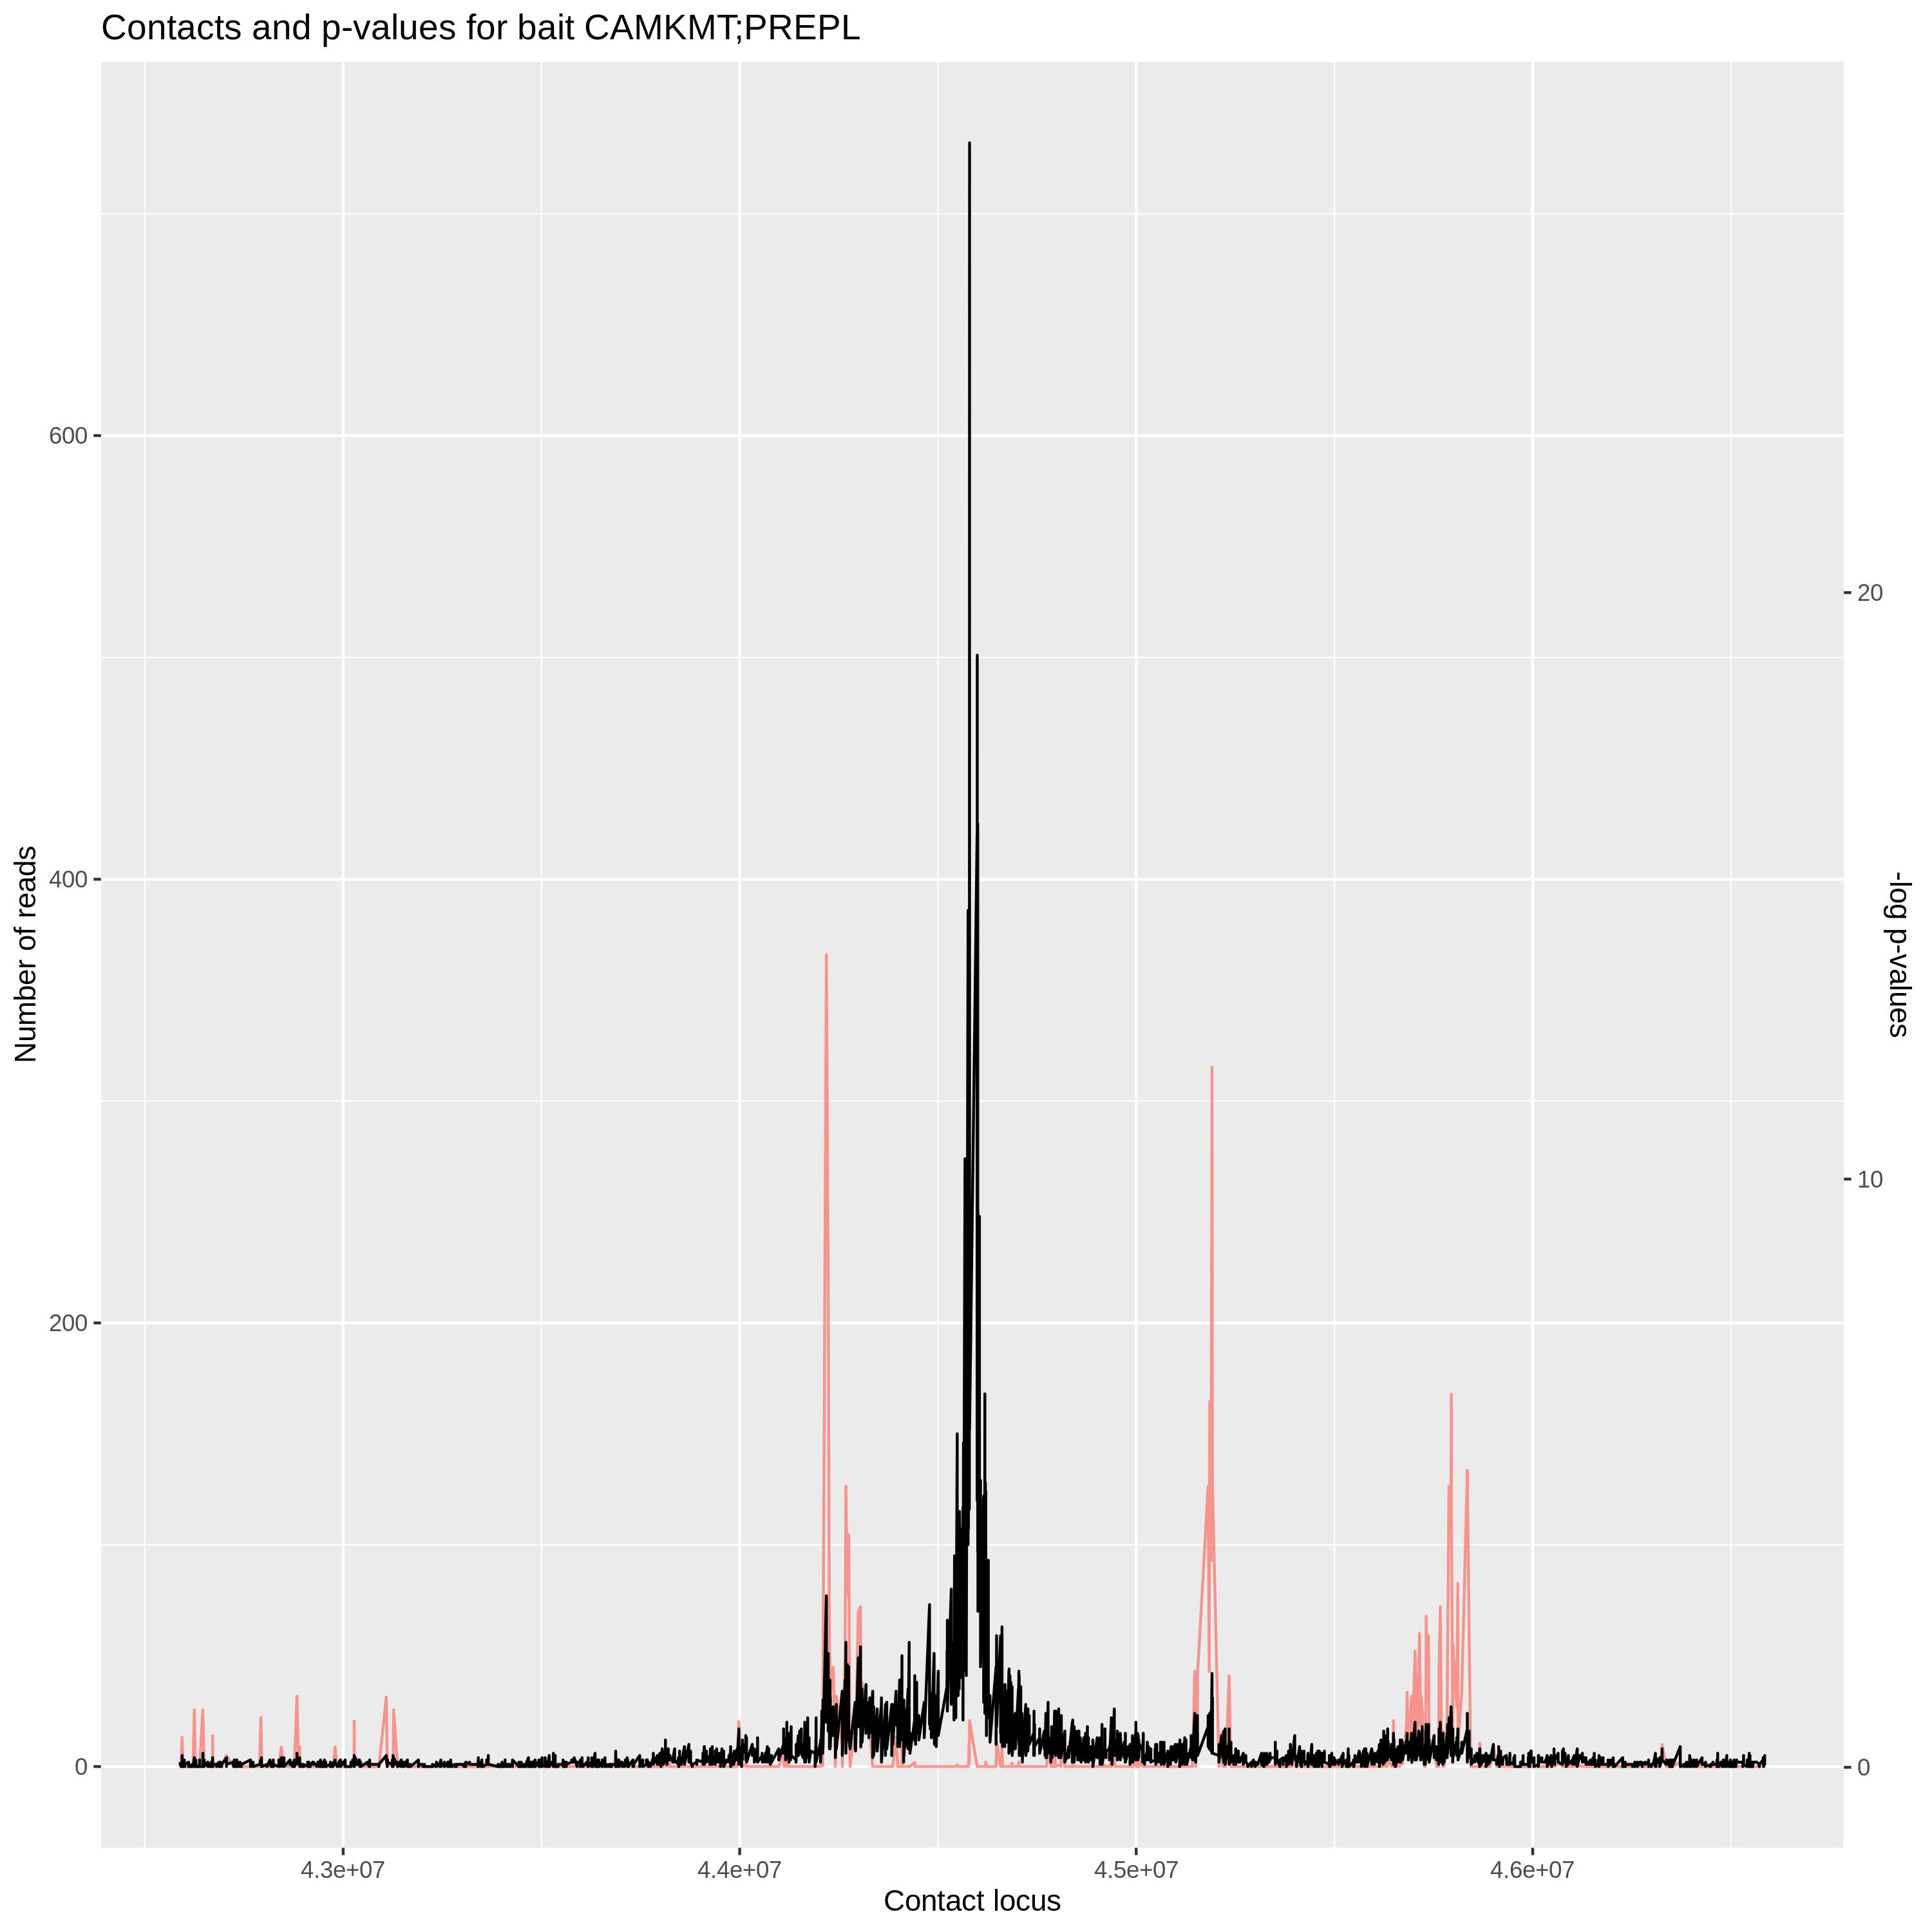 Contacts and p-values for bait CAMKMT;PREPL
600
400
200
0
Number of reads
20
10
0
-log p-values
4.3e+07
4.4e+07
4.5e+07
4.6e+07
Contact locus